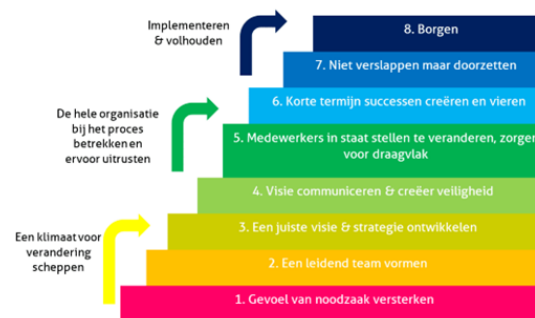 Implementeren
& volhouden
8. Borgen
7. Niet verslappen maar doorzetten
6. Korte termijn successen creëren en vieren
De hele organisatie
bij het proces
betrekken en
ervoor uitrusten
5. Medewerkers in staat stellen te veranderen, zorgen
voor draagvlak
4. Visie communiceren & creëer veiligheid
3. Een juiste visie & strategie ontwikkelen
Een klimaat voor
verandering
scheppen
2. Een leidend team vormen
1. Gevoel van noodzaak versterken